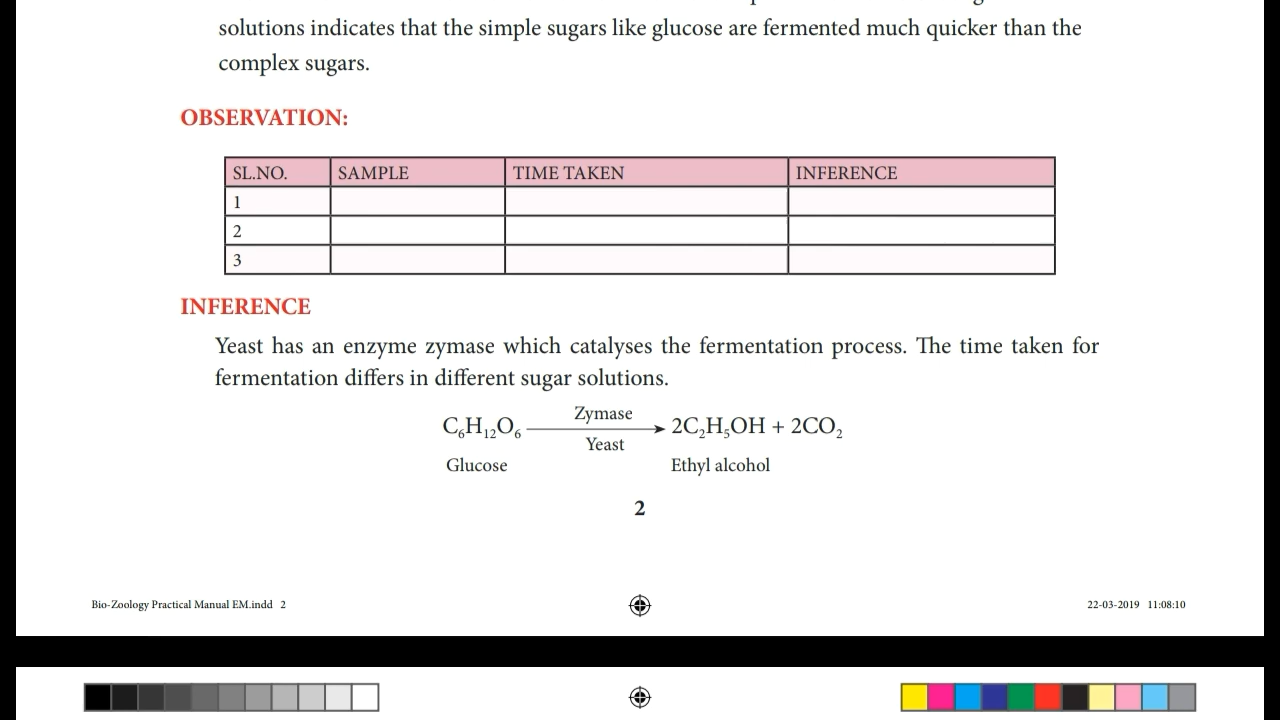 solutions indicates that the simple sugars like glucose are fermented much quicker than the
complex sugars.
OBSERVATION:
SL.NO. SAMPLE TIME TAKEN INFERENCE
1
2
3
INFERENCE
Yeast has an enzyme zymase which catalyses the fermentation process. The time taken for
fermentation differs in different sugar solutions.
Zymase
C₆H₁₂O₆ → 2C₂H₅OH + 2CO₂
Yeast
Glucose Ethyl alcohol
2
Bio-Zoology Practical Manual EM.indd 2 22-03-2019 11:08:10